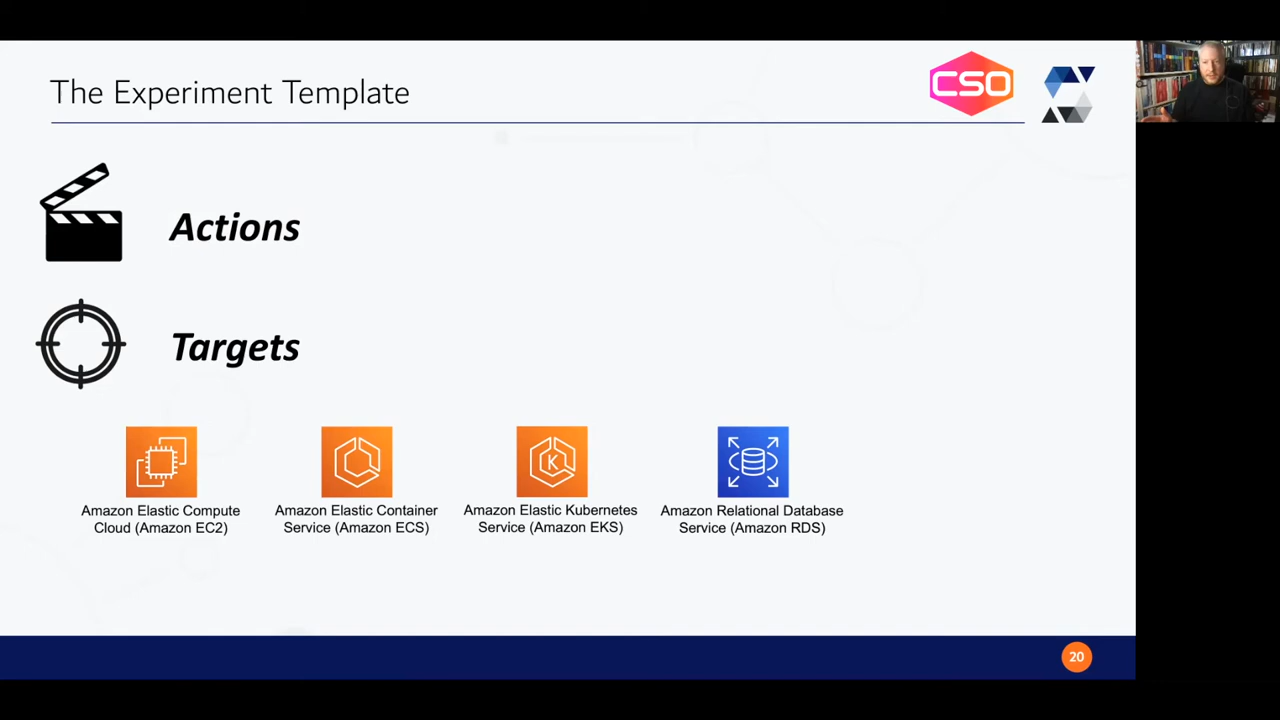 The Experiment Template
CSO
Actions
Targets
Amazon Elastic Compute
Cloud (Amazon EC2)
Amazon Elastic Container
Service (Amazon ECS)
K
Amazon Elastic Kubernetes
Service (Amazon EKS)
Amazon Relational Database
Service (Amazon RDS)
20